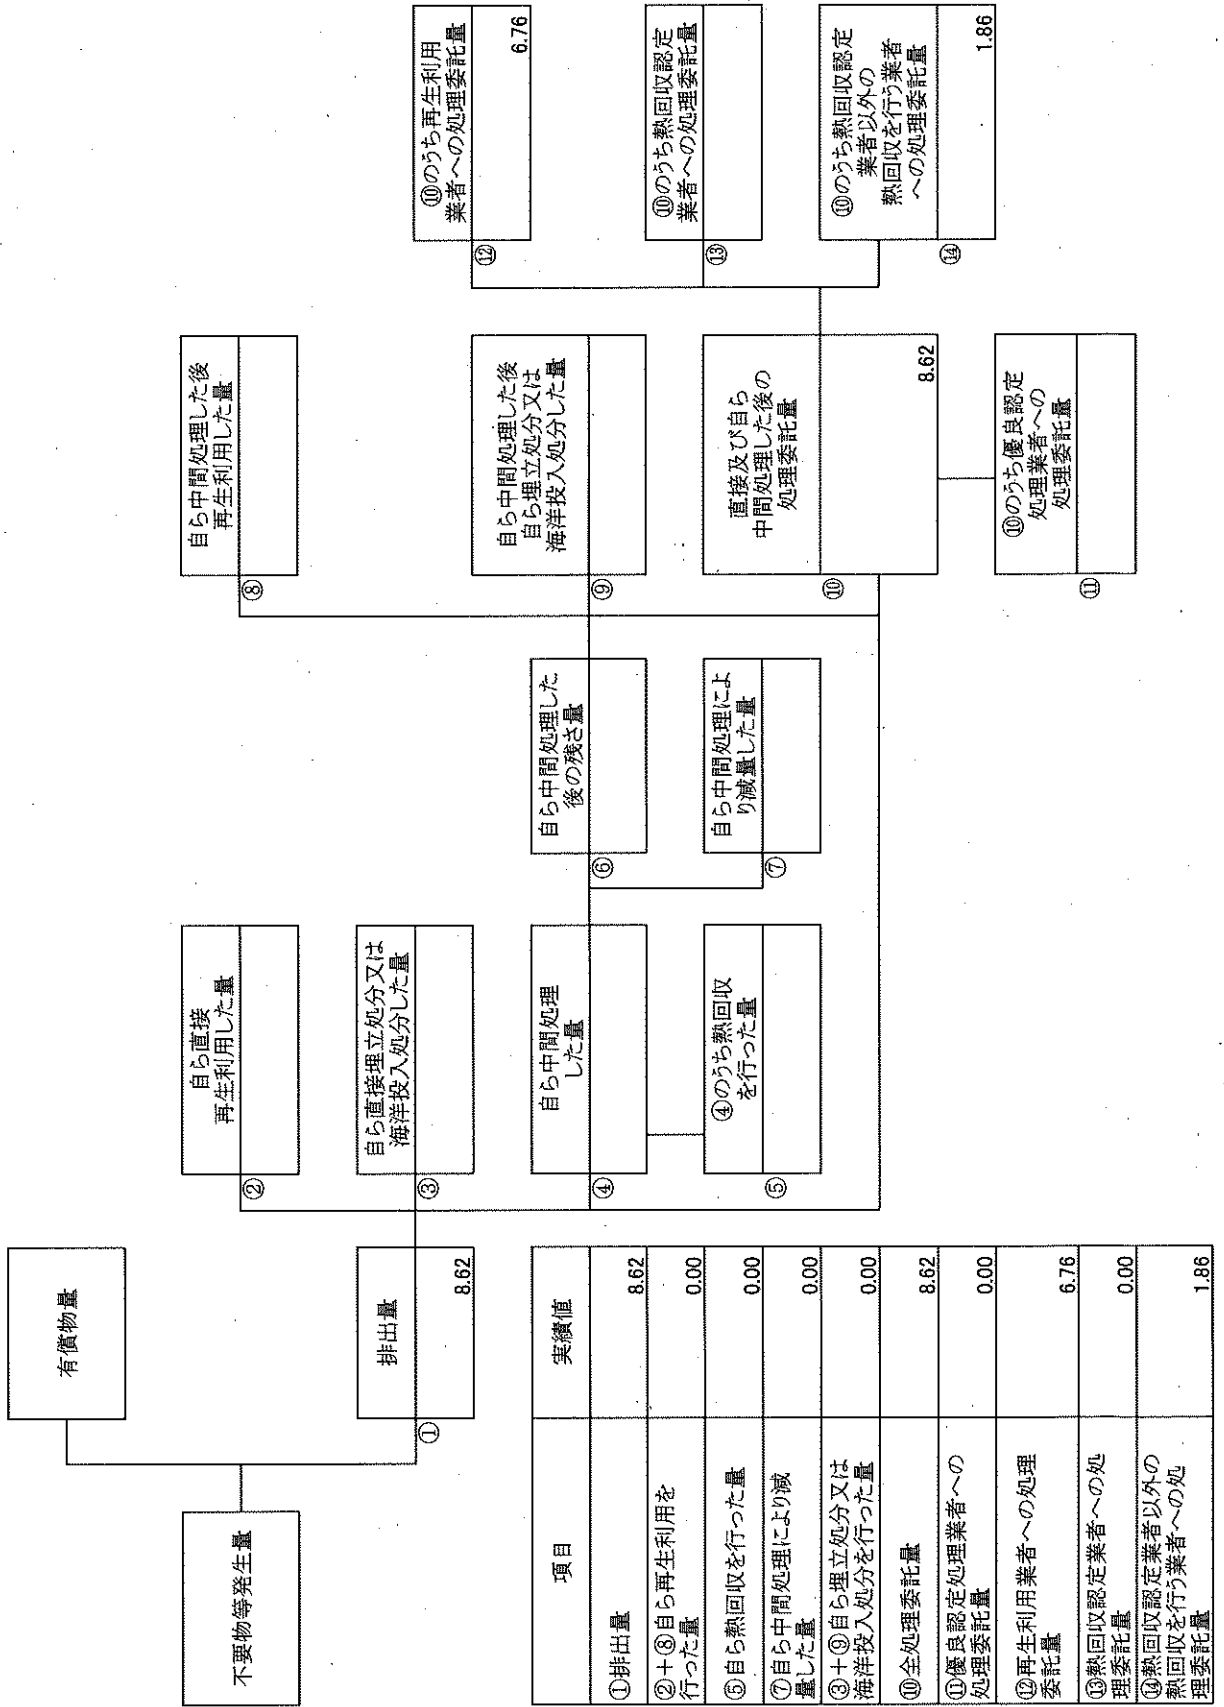 不要物等発生量
有償物量
排出量
①
8.62
自ら直接
再生利用した量
②
自ら直接埋立処分又は
海洋投入処分した量
③
自ら中間処理
した量
④
④のうち熱回収
を行った量
⑤
自ら中間処理した
後の残さ量
⑥
自ら中間処理によ
り減量した量
⑦
自ら中間処理した後
再生利用した量
⑧
自ら中間処理した後
自ら埋立処分又は
海洋投入処分した量
⑨
直接及び自ら
中間処理した後の
処理委託量
⑩
8.62
⑩のうち優良認定
処理業者への
処理委託量
⑪
⑩のうち再生利用
業者への処理委託量
⑫
6.76
⑩のうち熱回収認定
業者への処理委託量
⑬
⑩のうち熱回収認定
業者以外の
熱回収を行う業者
への処理委託量
⑭
1.86
項目 実績値
①排出量 8.62
②+⑧自ら再生利用を
行った量 0.00
⑤自ら熱回収を行った量 0.00
⑦自ら中間処理により減
量した量 0.00
③+⑨自ら埋立処分又は
海洋投入処分を行った量 0.00
⑩全処理委託量 8.62
⑪優良認定処理業者への
処理委託量 0.00
⑫再生利用業者への処理
委託量 6.76
⑬熱回収認定業者への処
理委託量 0.00
⑭熱回収認定業者以外の
熱回収を行う業者への処
理委託量 1.86